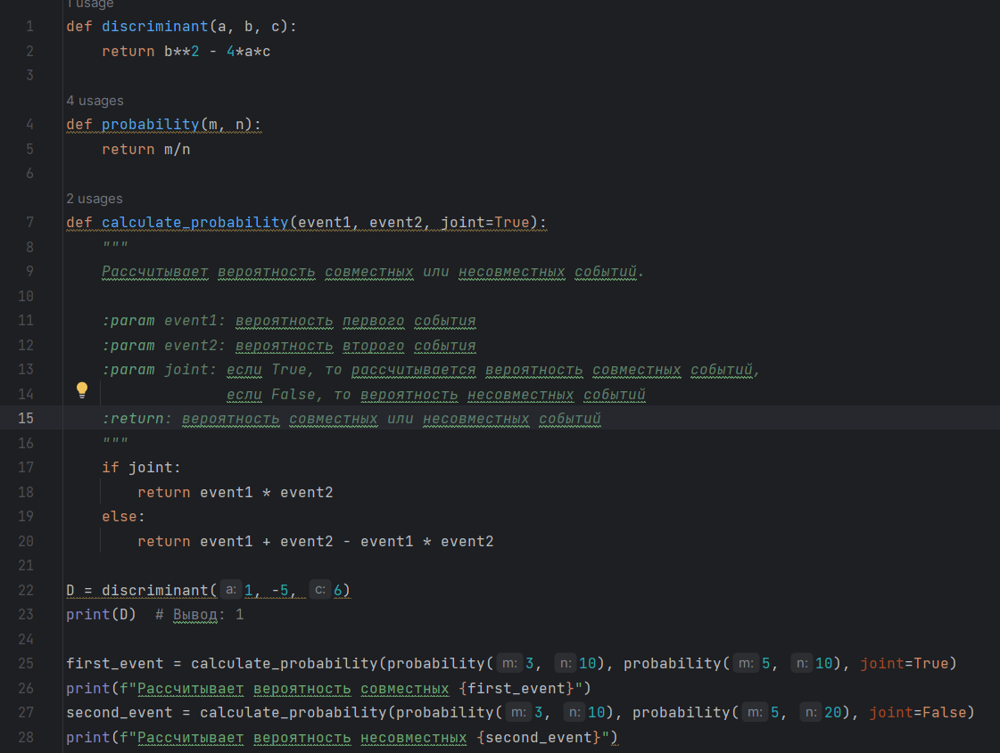 1 usage
1 def discriminant(a, b, c):
2     return b**2 - 4*a*c
3
4 usages
4 def probability(m, n):
5     return m/n
6
2 usages
7 def calculate_probability(event1, event2, joint=True):
8     """
9     Рассчитывает вероятность совместных или несовместных событий.
10
11     :param event1: вероятность первого события
12     :param event2: вероятность второго события
13     :param joint: если True, то рассчитывается вероятность совместных событий,
14                   если False, то вероятность несовместных событий
15     :return: вероятность совместных или несовместных событий
16     """
17     if joint:
18         return event1 * event2
19     else:
20         return event1 + event2 - event1 * event2
21
22 D = discriminant( a: 1, -5, c: 6)
23 print(D)  # Вывод: 1
24
25 first_event = calculate_probability(probability( m: 3, n: 10), probability( m: 5, n: 10), joint=True)
26 print(f"Рассчитывает вероятность совместных {first_event}")
27 second_event = calculate_probability(probability( m: 3, n: 10), probability( m: 5, n: 20), joint=False)
28 print(f"Рассчитывает вероятность несовместных {second_event}")